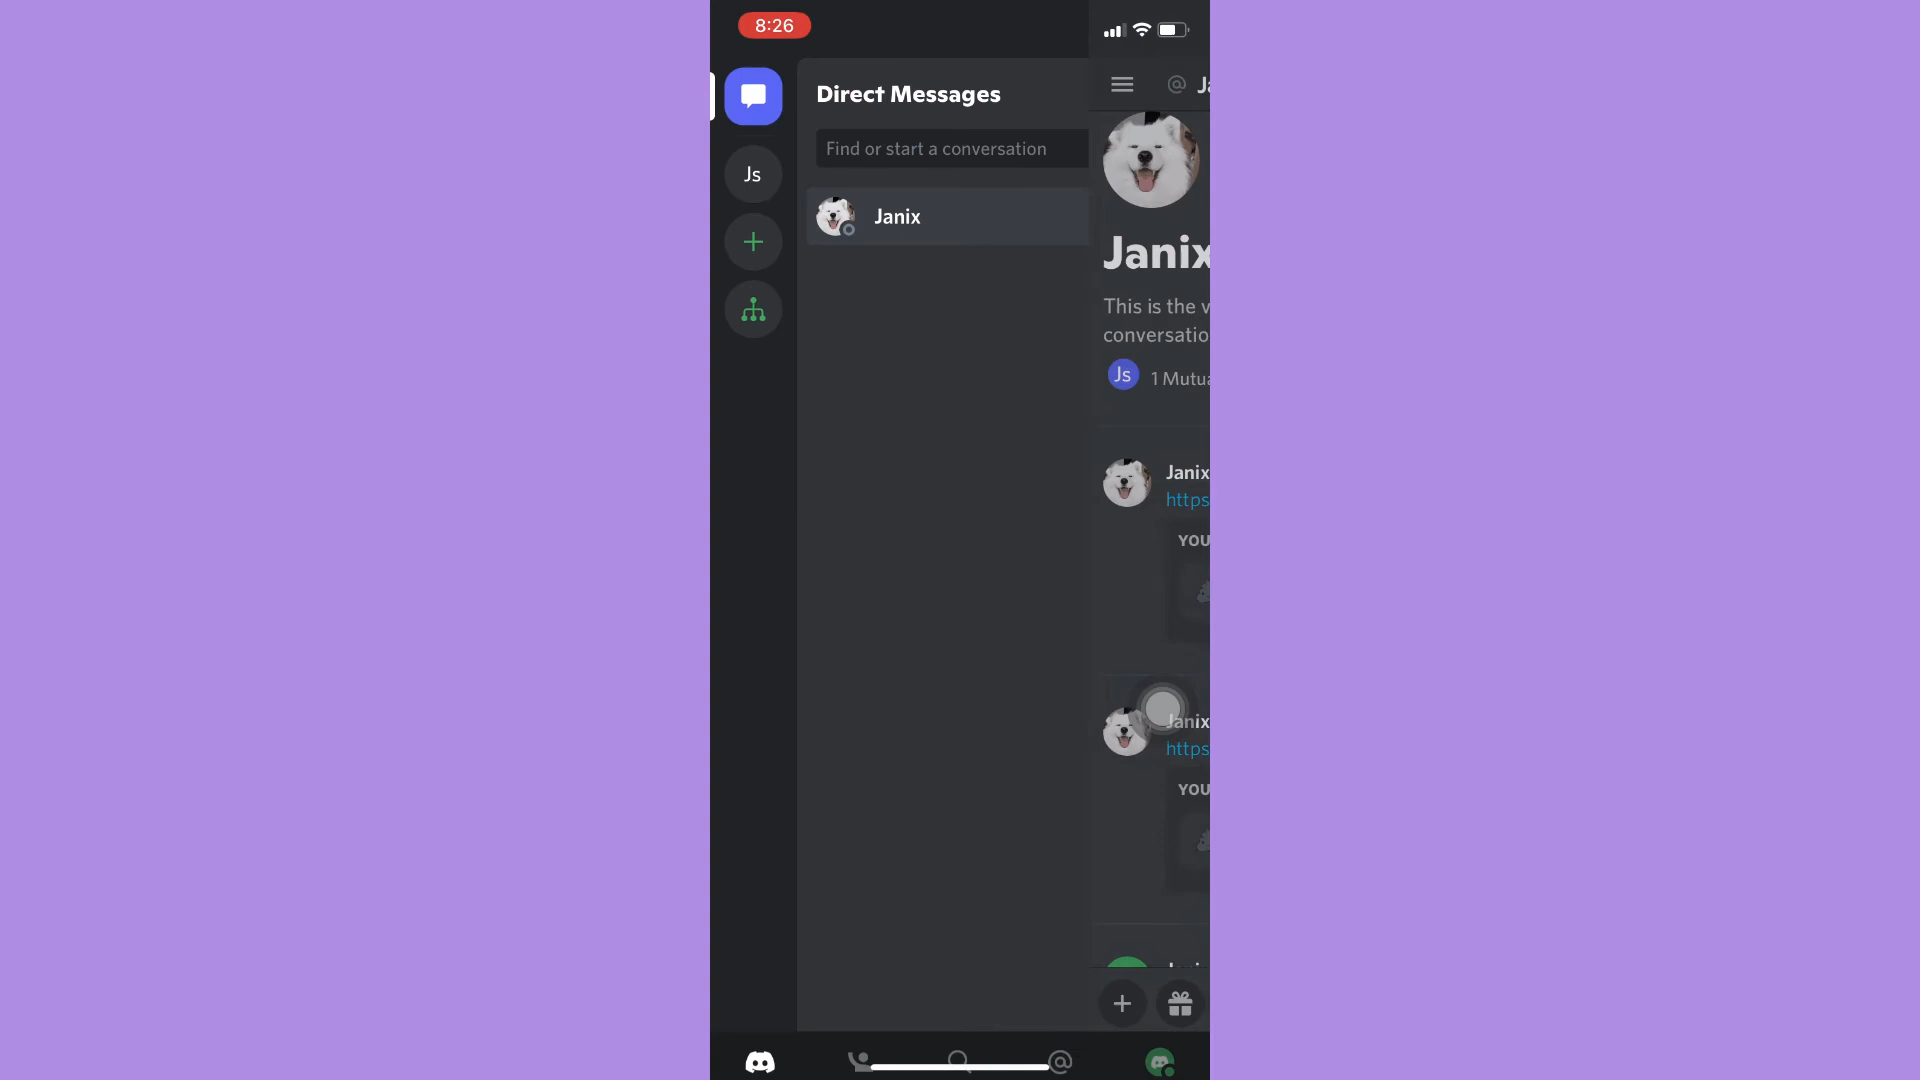 8:26
Direct Messages
Find or start a conversation
Janix
Js
@ Ja
Janix
This is the v
conversatio
Js 1 Mutu
Janix
https
YOU
Janix
https
YOU